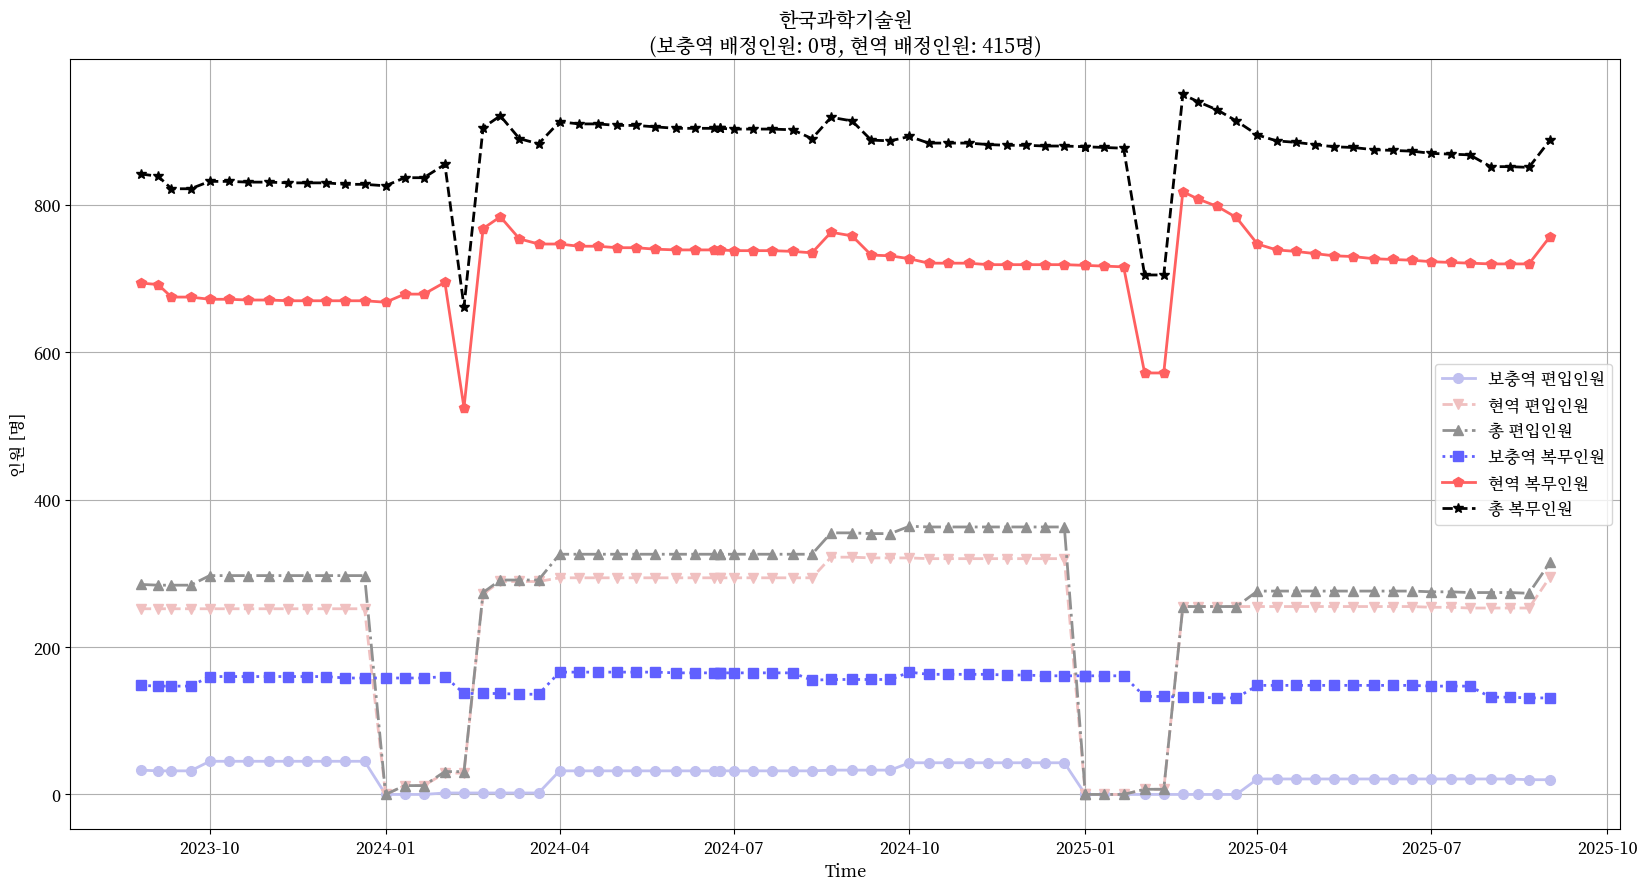 한국과학기술원
(보충역 배정인원: 0명, 현역 배정인원: 415명)
인원 [명]
800
600
400
200
0
보충역 편입인원
현역 편입인원
총 편입인원
보충역 복무인원
현역 복무인원
총 복무인원
2023-10
2024-01
2024-04
2024-07
2024-10
2025-01
2025-04
2025-07
2025-10
Time